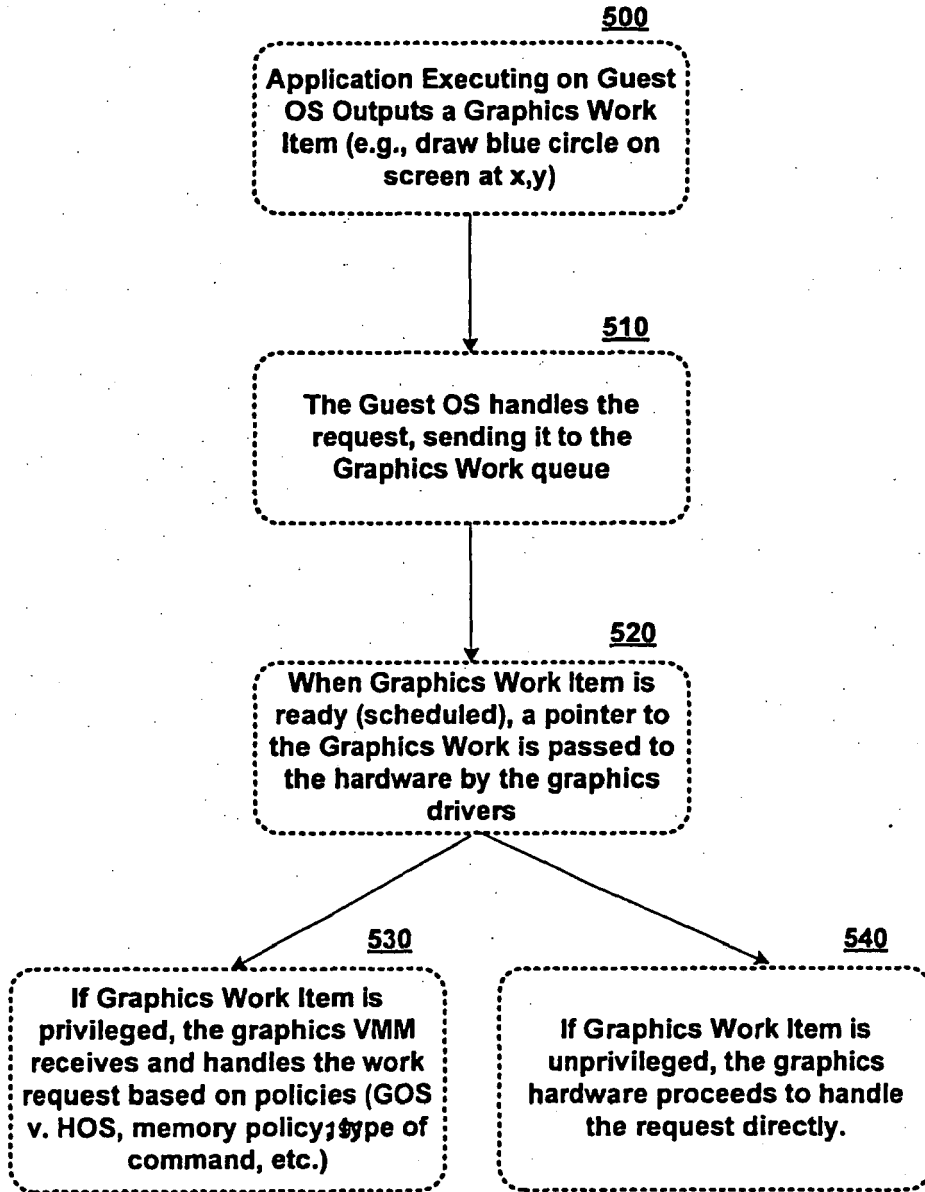 500
Application Executing on Guest
OS Outputs a Graphics Work
Item (e.g., draw blue circle on
screen at x,y)
510
The Guest OS handles the
request, sending it to the
Graphics Work queue
520
When Graphics Work Item is
ready (scheduled), a pointer to
the Graphics Work is passed to
the hardware by the graphics
drivers
530
If Graphics Work Item is
privileged, the graphics VMM
receives and handles the work
request based on policies (GOS
v. HOS, memory policy, type of
command, etc.)
540
If Graphics Work Item is
unprivileged, the graphics
hardware proceeds to handle
the request directly.